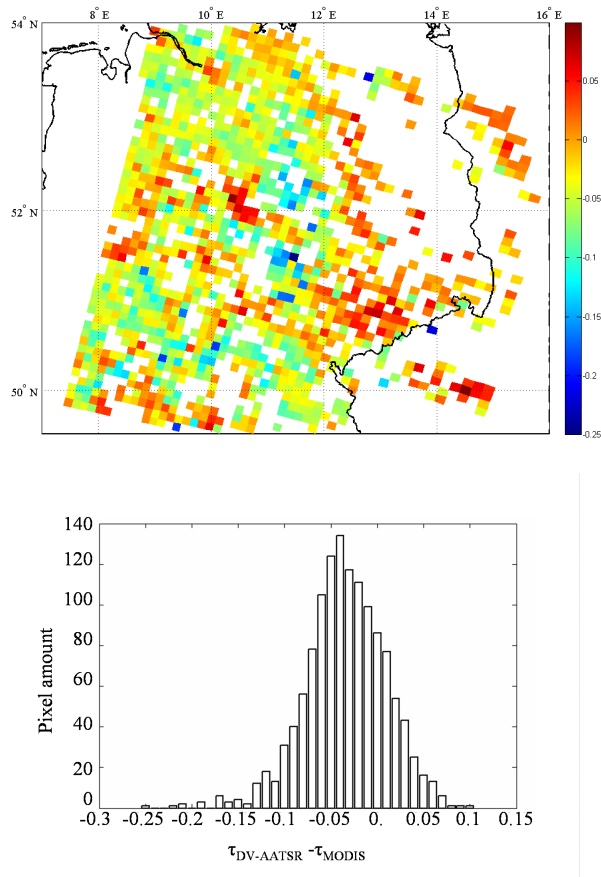 8° E 10° E 12° E 14° E 16° E
54° N
52° N
50° N
0.05
0
-0.05
-0.1
-0.15
-0.2
-0.25
140
120
100
80
60
40
20
0
Pixel amount
-0.3 -0.25 -0.2 -0.15 -0.1 -0.05 0. 0.05 0.1 0.15
τDV-AATSR -τMODIS